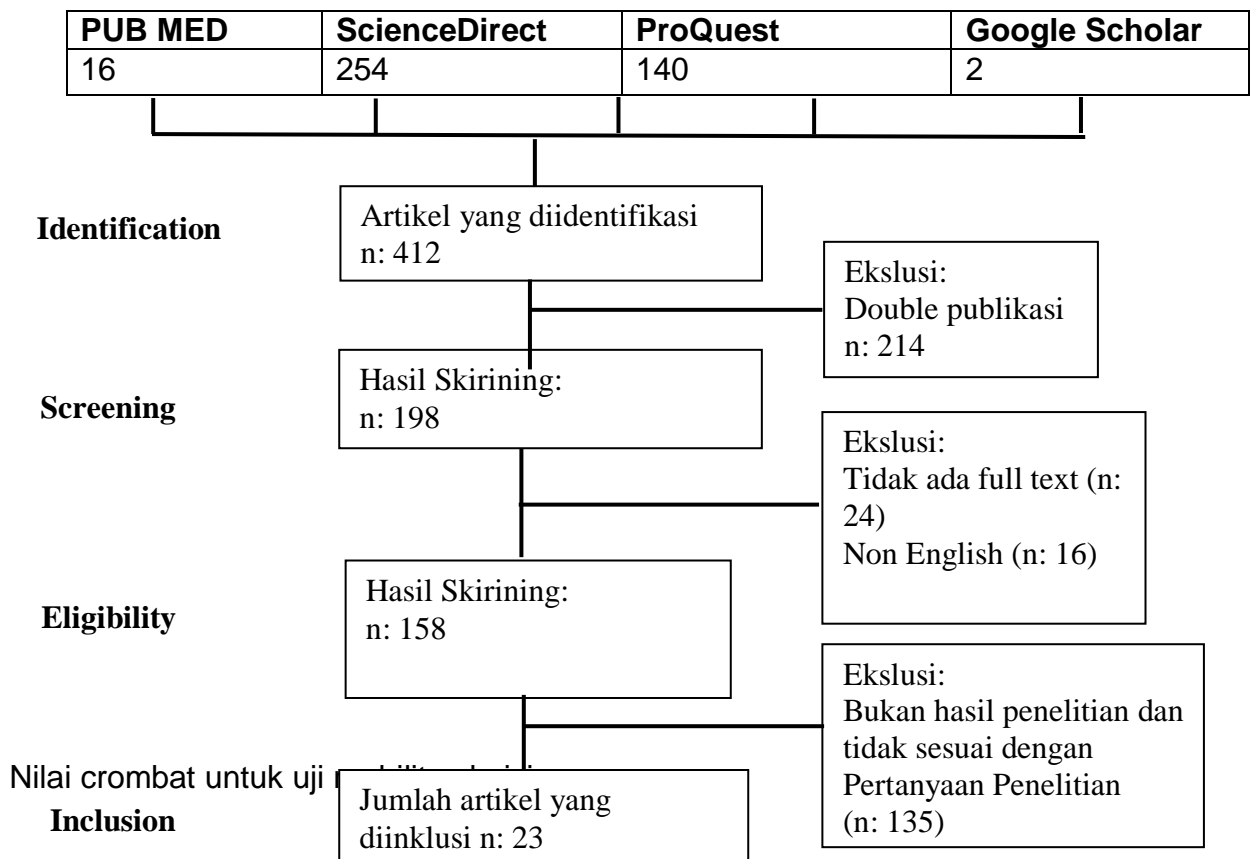 PUB MED ScienceDirect ProQuest Google Scholar
16 254 140 2
Identification
Artikel yang diidentifikasi
n: 412
Ekslusi:
Double publikasi
n: 214
Screening
Hasil Skirining:
n: 198
Ekslusi:
Tidak ada full text (n:
24)
Non English (n: 16)
Eligibility
Hasil Skirining:
n: 158
Ekslusi:
Bukan hasil penelitian dan
tidak sesuai dengan
Pertanyaan Penelitian
(n: 135)
Nilai crombat untuk uji
Inclusion
Jumlah artikel yang
diinklusi n: 23